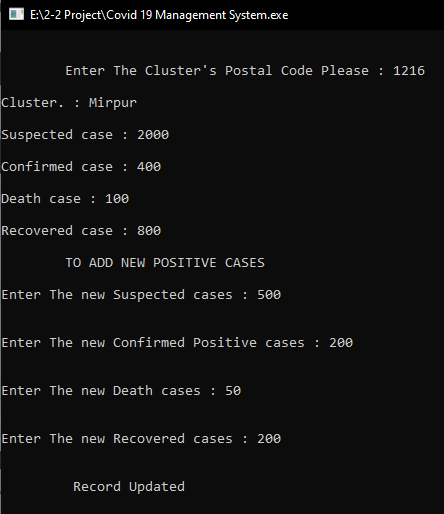 E:\2-2 Project\Covid 19 Management System.exe
Enter The Cluster's Postal Code Please : 1216
Cluster. : Mirpur
Suspected case : 2000
Confirmed case : 400
Death case : 100
Recovered case : 800
TO ADD NEW POSITIVE CASES
Enter The new Suspected cases : 500
Enter The new Confirmed Positive cases : 200
Enter The new Death cases : 50
Enter The new Recovered cases : 200
Record Updated